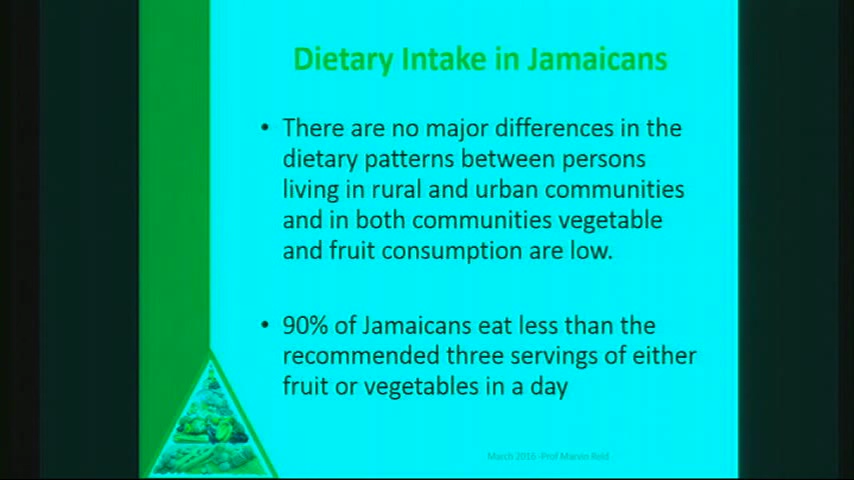 Dietary Intake in Jamaicans
• There are no major differences in the
dietary patterns between persons
living in rural and urban communities
and in both communities vegetable
and fruit consumption are low.
• 90% of Jamaicans eat less than the
recommended three servings of either
fruit or vegetables in a day
March 2016 -Prof Marvin Reid